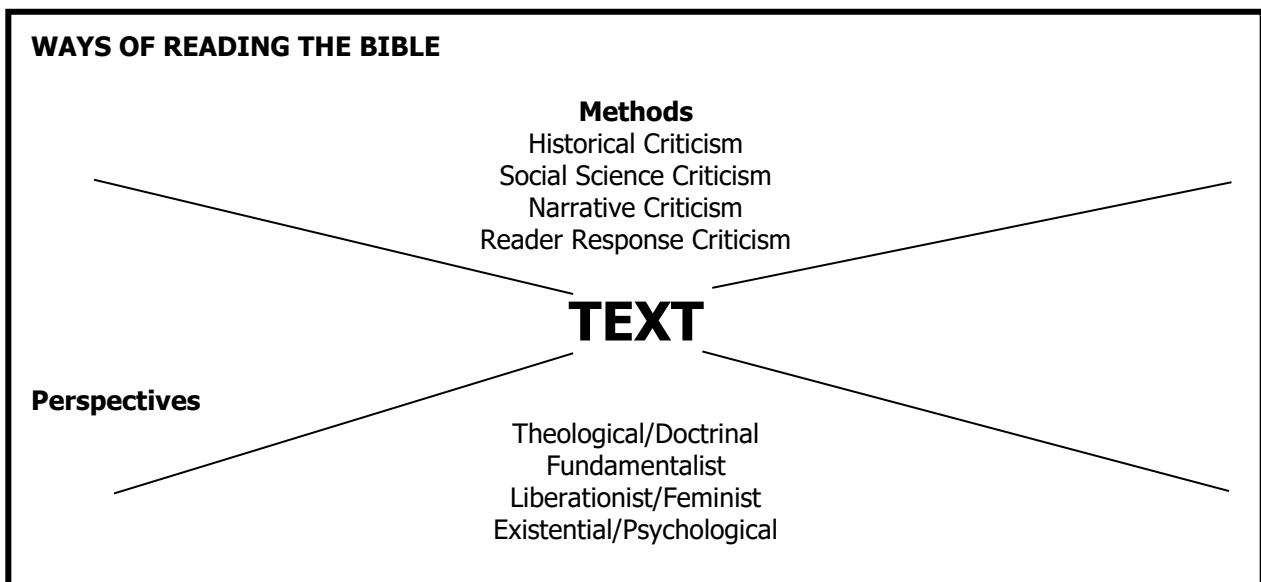 WAYS OF READING THE BIBLE
Methods
Historical Criticism
Social Science Criticism
Narrative Criticism
Reader Response Criticism
TEXT
Perspectives
Theological/Doctrinal
Fundamentalist
Liberationist/Feminist
Existential/Psychological